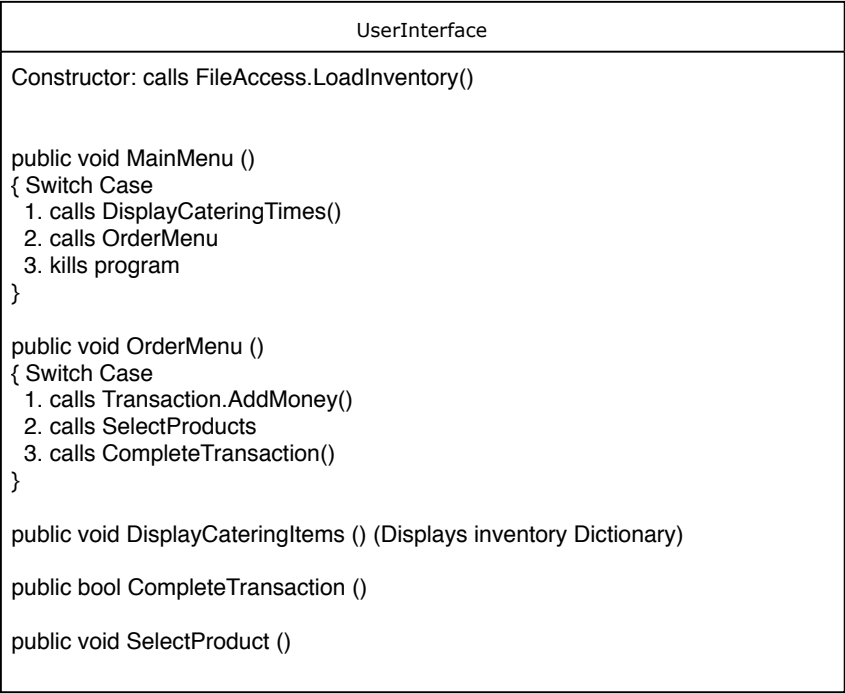 UserInterface
Constructor: calls FileAccess.LoadInventory()
public void MainMenu ()
{ Switch Case
1. calls DisplayCateringTimes()
2. calls OrderMenu
3. kills program
}
public void OrderMenu ()
{ Switch Case
1. calls Transaction.AddMoney()
2. calls SelectProducts
3. calls CompleteTransaction()
}
public void DisplayCateringItems () (Displays inventory Dictionary)
public bool CompleteTransaction ()
public void SelectProduct ()